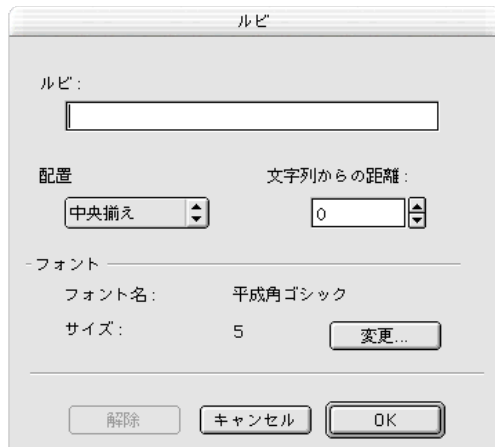 ルビ
ルビ:
配置 文字列からの距離:
中央揃え 0
フォント
フォント名: 平成角ゴシック
サイズ: 5 変更...
解除 キャンセル OK